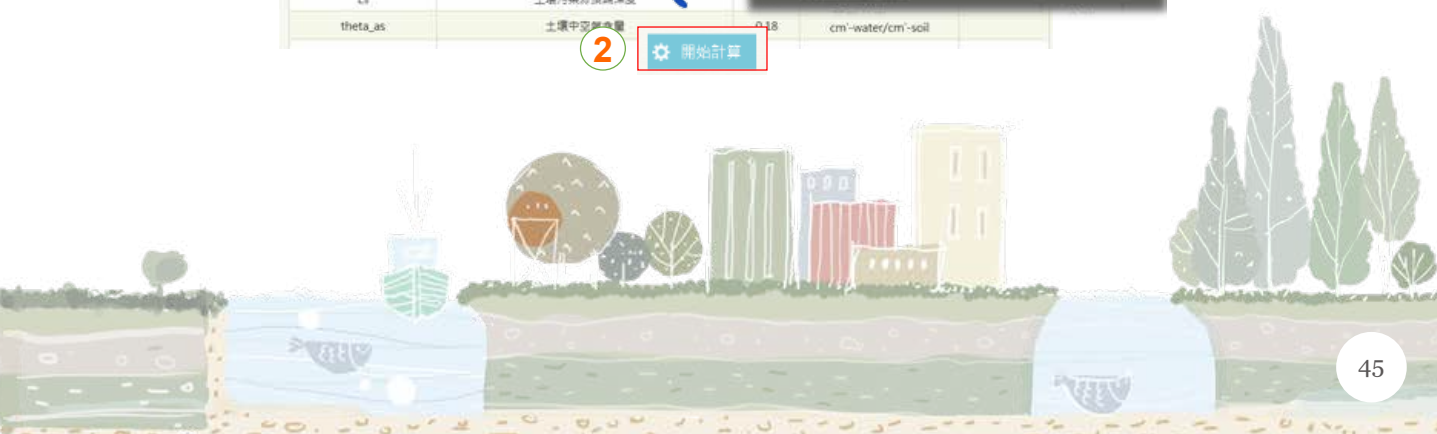 theta_as 土壤中空氣含量 0.18 cm³-water/cm³-soil
2 開始計算
45